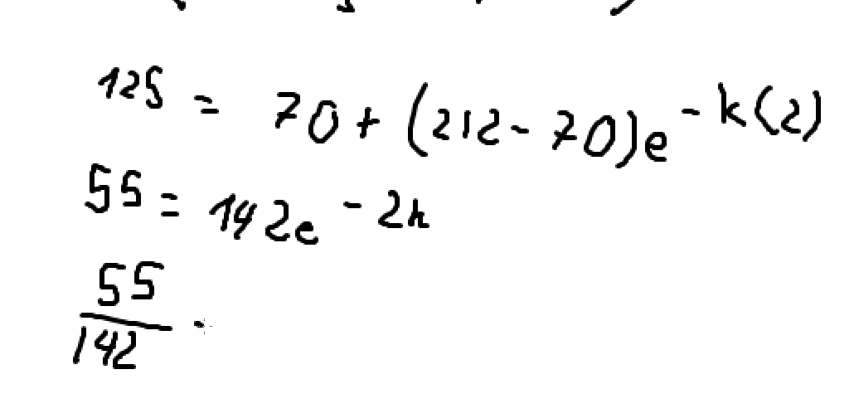 125 = 70 + (212 - 70)e^{-k(2)}
55 = 142e^{-2k}
55/142 -